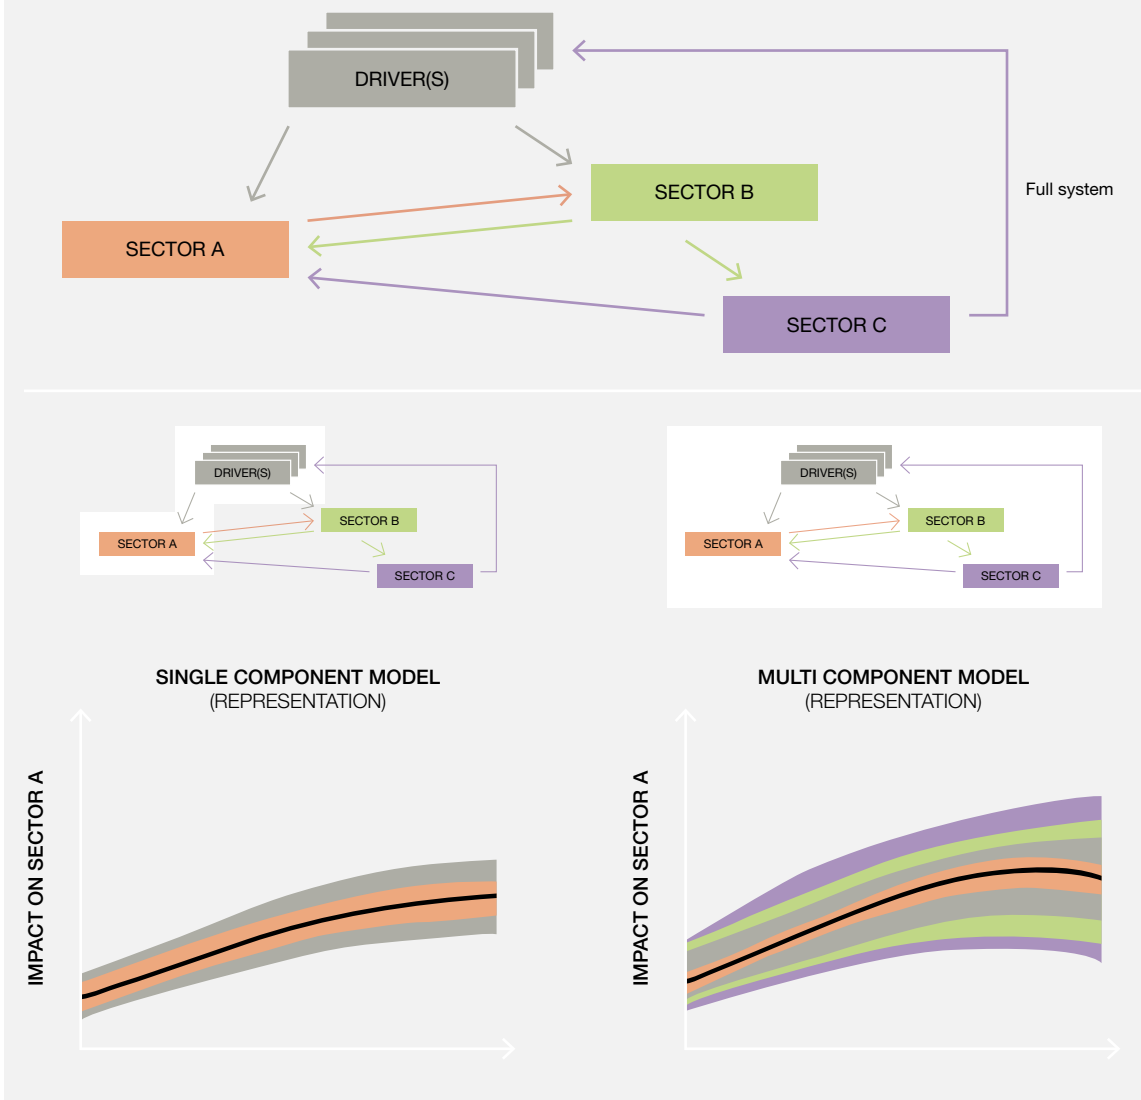 DRIVER(S)
SECTOR B
Full system
SECTOR A
SECTOR C
DRIVER(S)
SECTOR B
SECTOR A
SECTOR C
DRIVER(S)
SECTOR B
SECTOR A
SECTOR C
SINGLE COMPONENT MODEL
(REPRESENTATION)
IMPACT ON SECTOR A
MULTI COMPONENT MODEL
(REPRESENTATION)
IMPACT ON SECTOR A